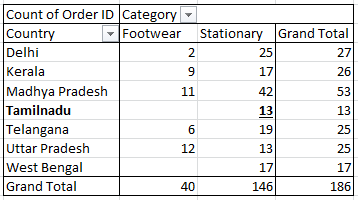 Count of Order ID Category
Country Footwear Stationary Grand Total
Delhi 2 25 27
Kerala 9 17 26
Madhya Pradesh 11 42 53
Tamilnadu 13 13
Telangana 6 19 25
Uttar Pradesh 12 13 25
West Bengal 17 17
Grand Total 40 146 186